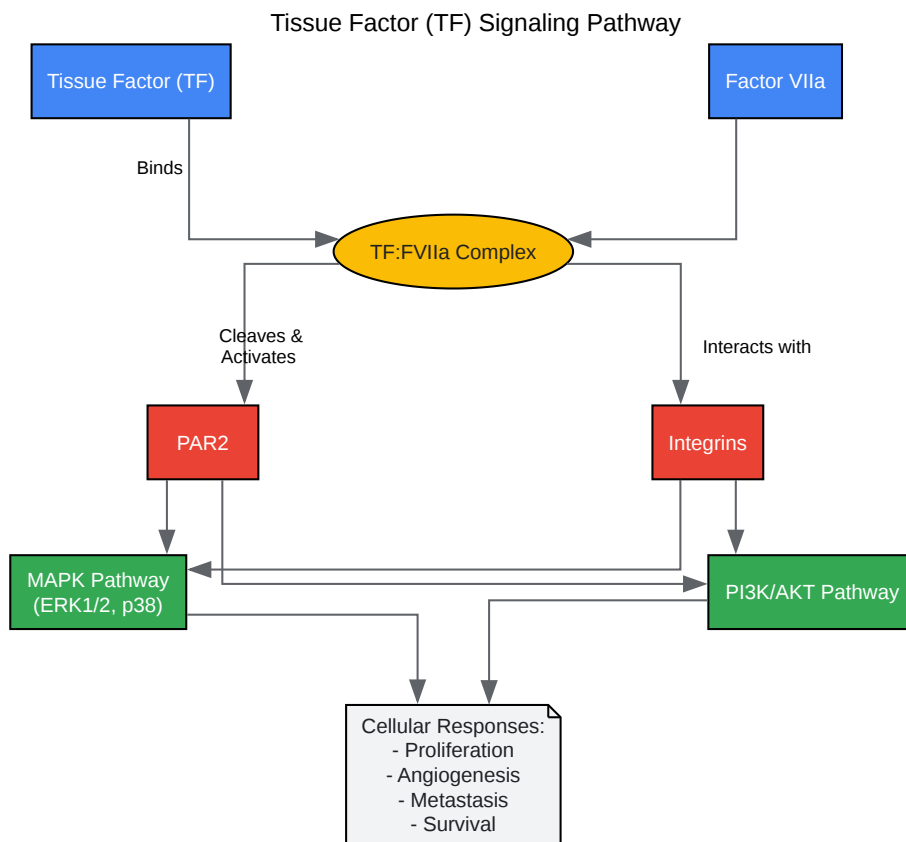 Tissue Factor (TF) Signaling Pathway
Tissue Factor (TF)
Factor VIIa
Binds
TF:FVIIa Complex
Cleaves &
Activates
Interacts with
PAR2
Integrins
MAPK Pathway
(ERK1/2, p38)
PI3K/AKT Pathway
Cellular Responses:
- Proliferation
- Angiogenesis
- Metastasis
- Survival